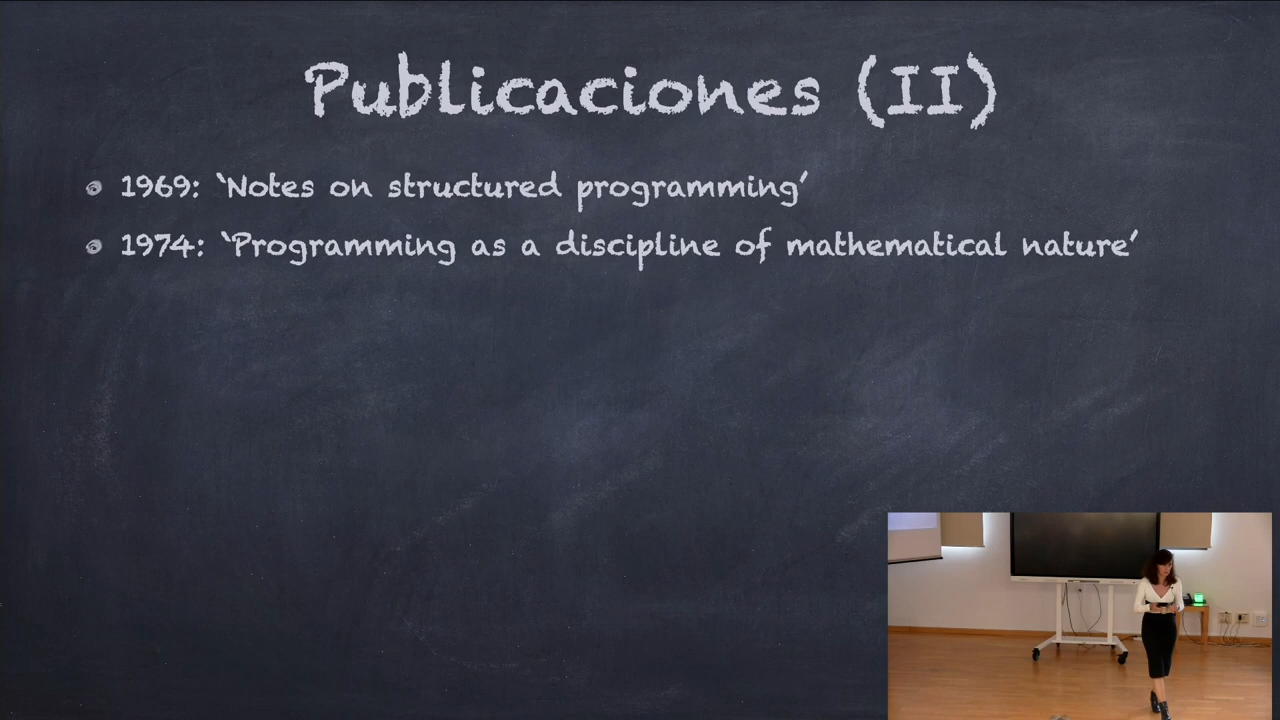 Publicaciones (II)
1969: ‘Notes on structured programming’
1974: ‘Programming as a discipline of mathematical nature’